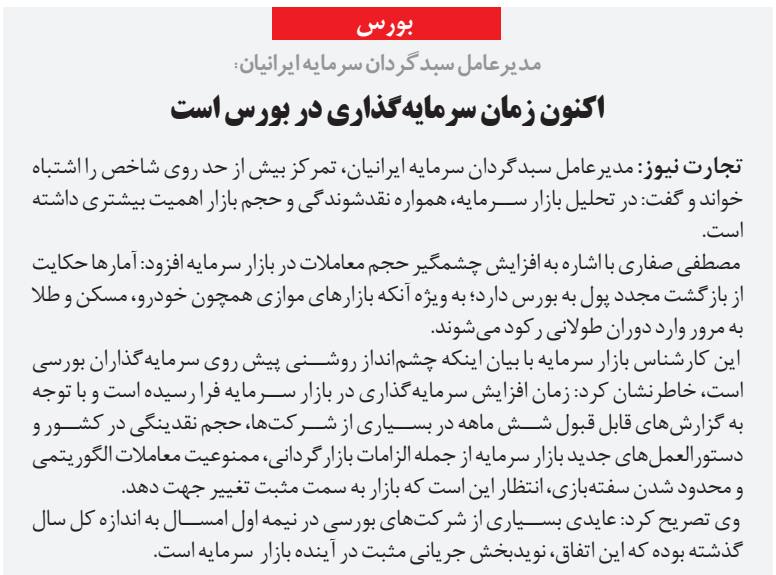 بورس
مدیرعامل سبدگردان سرمایه ایرانیان:
اکنون زمان سرمایه‌گذاری در بورس است
تجارت نیوز: مدیرعامل سبدگردان سرمایه ایرانیان، تمرکز بیش از حد روی شاخص را اشتباه
خواند و گفت: در تحلیل بازار سرمایه، همواره نقدشوندگی و حجم بازار اهمیت بیشتری داشته
است.
مصطفی صفاری با اشاره به افزایش چشمگیر حجم معاملات در بازار سرمایه افزود: آمارها حکایت
از بازگشت مجدد پول به بورس دارد؛ به ویژه آنکه بازارهای موازی همچون خودرو، مسکن و طلا
به مرور وارد دوران طولانی رکود می‌شوند.
این کارشناس بازار سرمایه با بیان اینکه چشم‌انداز روشنی پیش روی سرمایه‌گذاران بورسی
است، خاطرنشان کرد: زمان افزایش سرمایه‌گذاری در بازار سرمایه فرا رسیده است و با توجه
به گزارش‌های قابل قبول شش ماهه در بسیاری از شرکت‌ها، حجم نقدینگی در کشور و
دستورالعمل‌های جدید بازار سرمایه از جمله الزامات بازارگردانی، ممنوعیت معاملات الگوریتمی
و محدود شدن سفته‌بازی، انتظار این است که بازار به سمت مثبت تغییر جهت دهد.
وی تصریح کرد: عایدی بسیاری از شرکت‌های بورسی در نیمه اول امسال به اندازه کل سال
گذشته بوده که این اتفاق، نویدبخش جریانی مثبت در آینده بازار سرمایه است.